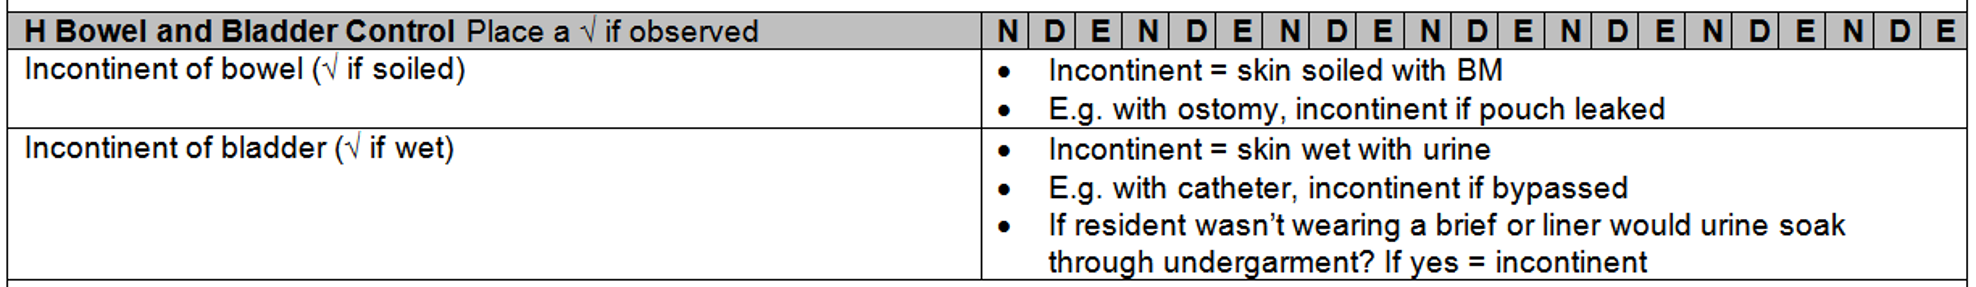 H Bowel and Bladder Control Place a √ if observed N D E N D E N D E N D E N D E N D E N D E
Incontinent of bowel (√ if soiled)
• Incontinent = skin soiled with BM
• E.g. with ostomy, incontinent if pouch leaked
Incontinent of bladder (√ if wet)
• Incontinent = skin wet with urine
• E.g. with catheter, incontinent if bypassed
• If resident wasn’t wearing a brief or liner would urine soak
through undergarment? If yes = incontinent